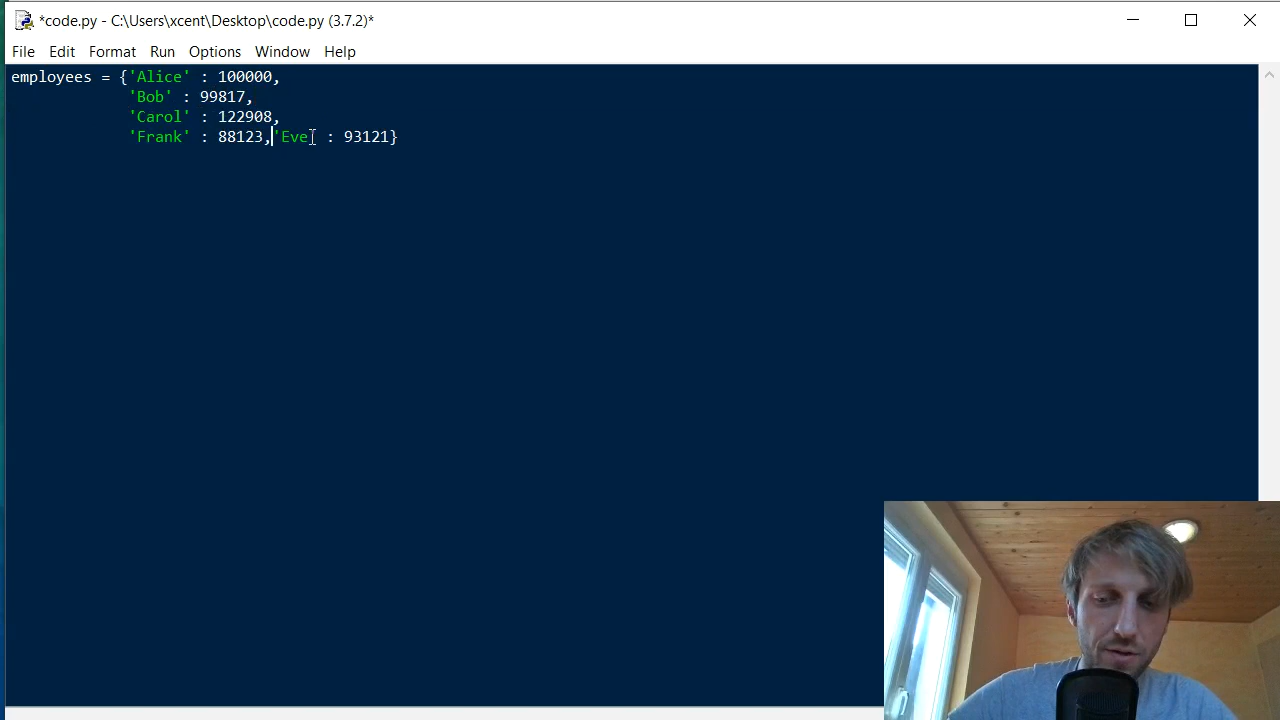 *code.py - C:\Users\xcent\Desktop\code.py (3.7.2)*
File Edit Format Run Options Window Help
employees = {'Alice' : 100000,
'Bob' : 99817,
'Carol' : 122908,
'Frank' : 88123,'Eve' : 93121}